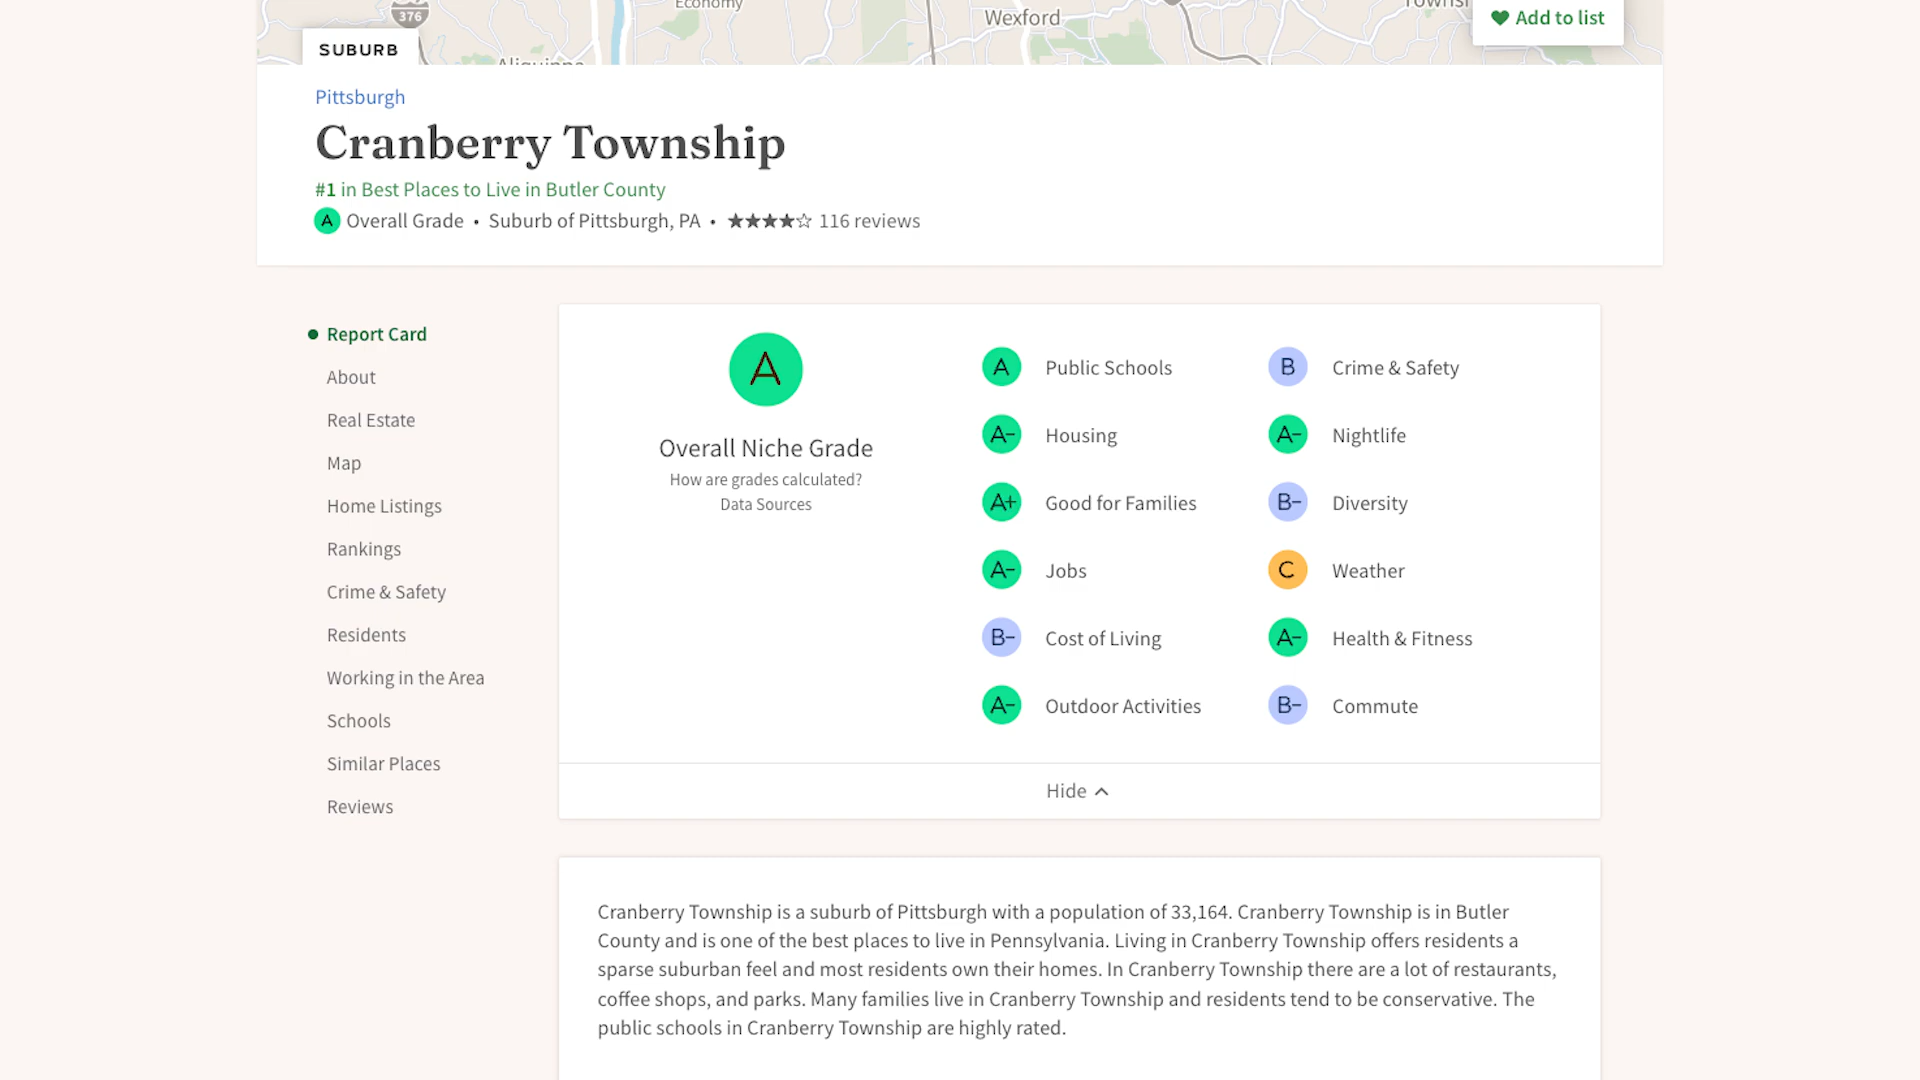 376
Economy
Wexford
Add to list
SUBURB
Aliquippa
Pittsburgh
Cranberry Township
#1 in Best Places to Live in Butler County
A Overall Grade • Suburb of Pittsburgh, PA • ★★★★☆ 116 reviews
Report Card
About
Real Estate
Map
Home Listings
Rankings
Crime & Safety
Residents
Working in the Area
Schools
Similar Places
Reviews
A
Overall Niche Grade
How are grades calculated?
Data Sources
A Public Schools
A- Housing
A+ Good for Families
A- Jobs
B- Cost of Living
A- Outdoor Activities
B Crime & Safety
A- Nightlife
B- Diversity
C Weather
A- Health & Fitness
B- Commute
Hide
Cranberry Township is a suburb of Pittsburgh with a population of 33,164. Cranberry Township is in Butler
County and is one of the best places to live in Pennsylvania. Living in Cranberry Township offers residents a
sparse suburban feel and most residents own their homes. In Cranberry Township there are a lot of restaurants,
coffee shops, and parks. Many families live in Cranberry Township and residents tend to be conservative. The
public schools in Cranberry Township are highly rated.